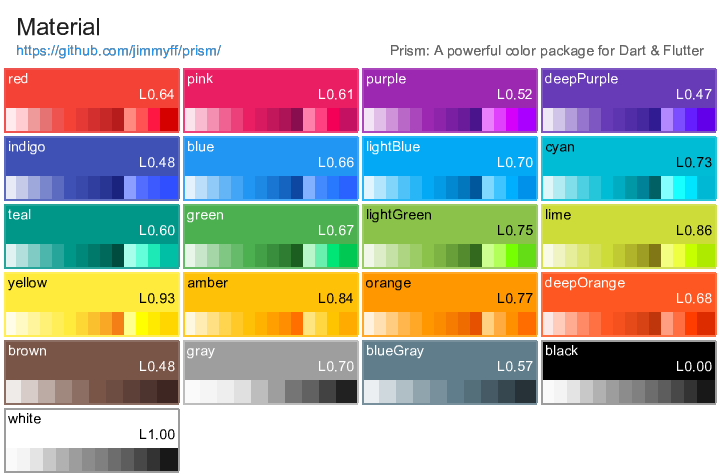 Material
https://github.com/jimmyff/prism/ Prism: A powerful color package for Dart & Flutter
red pink purple deepPurple
L0.64 L0.61 L0.52 L0.47
indigo blue lightBlue cyan
L0.48 L0.66 L0.70 L0.73
teal green lightGreen lime
L0.60 L0.67 L0.75 L0.86
yellow amber orange deepOrange
L0.93 L0.84 L0.77 L0.68
brown gray blueGray black
L0.48 L0.70 L0.57 L0.00
white
L1.00